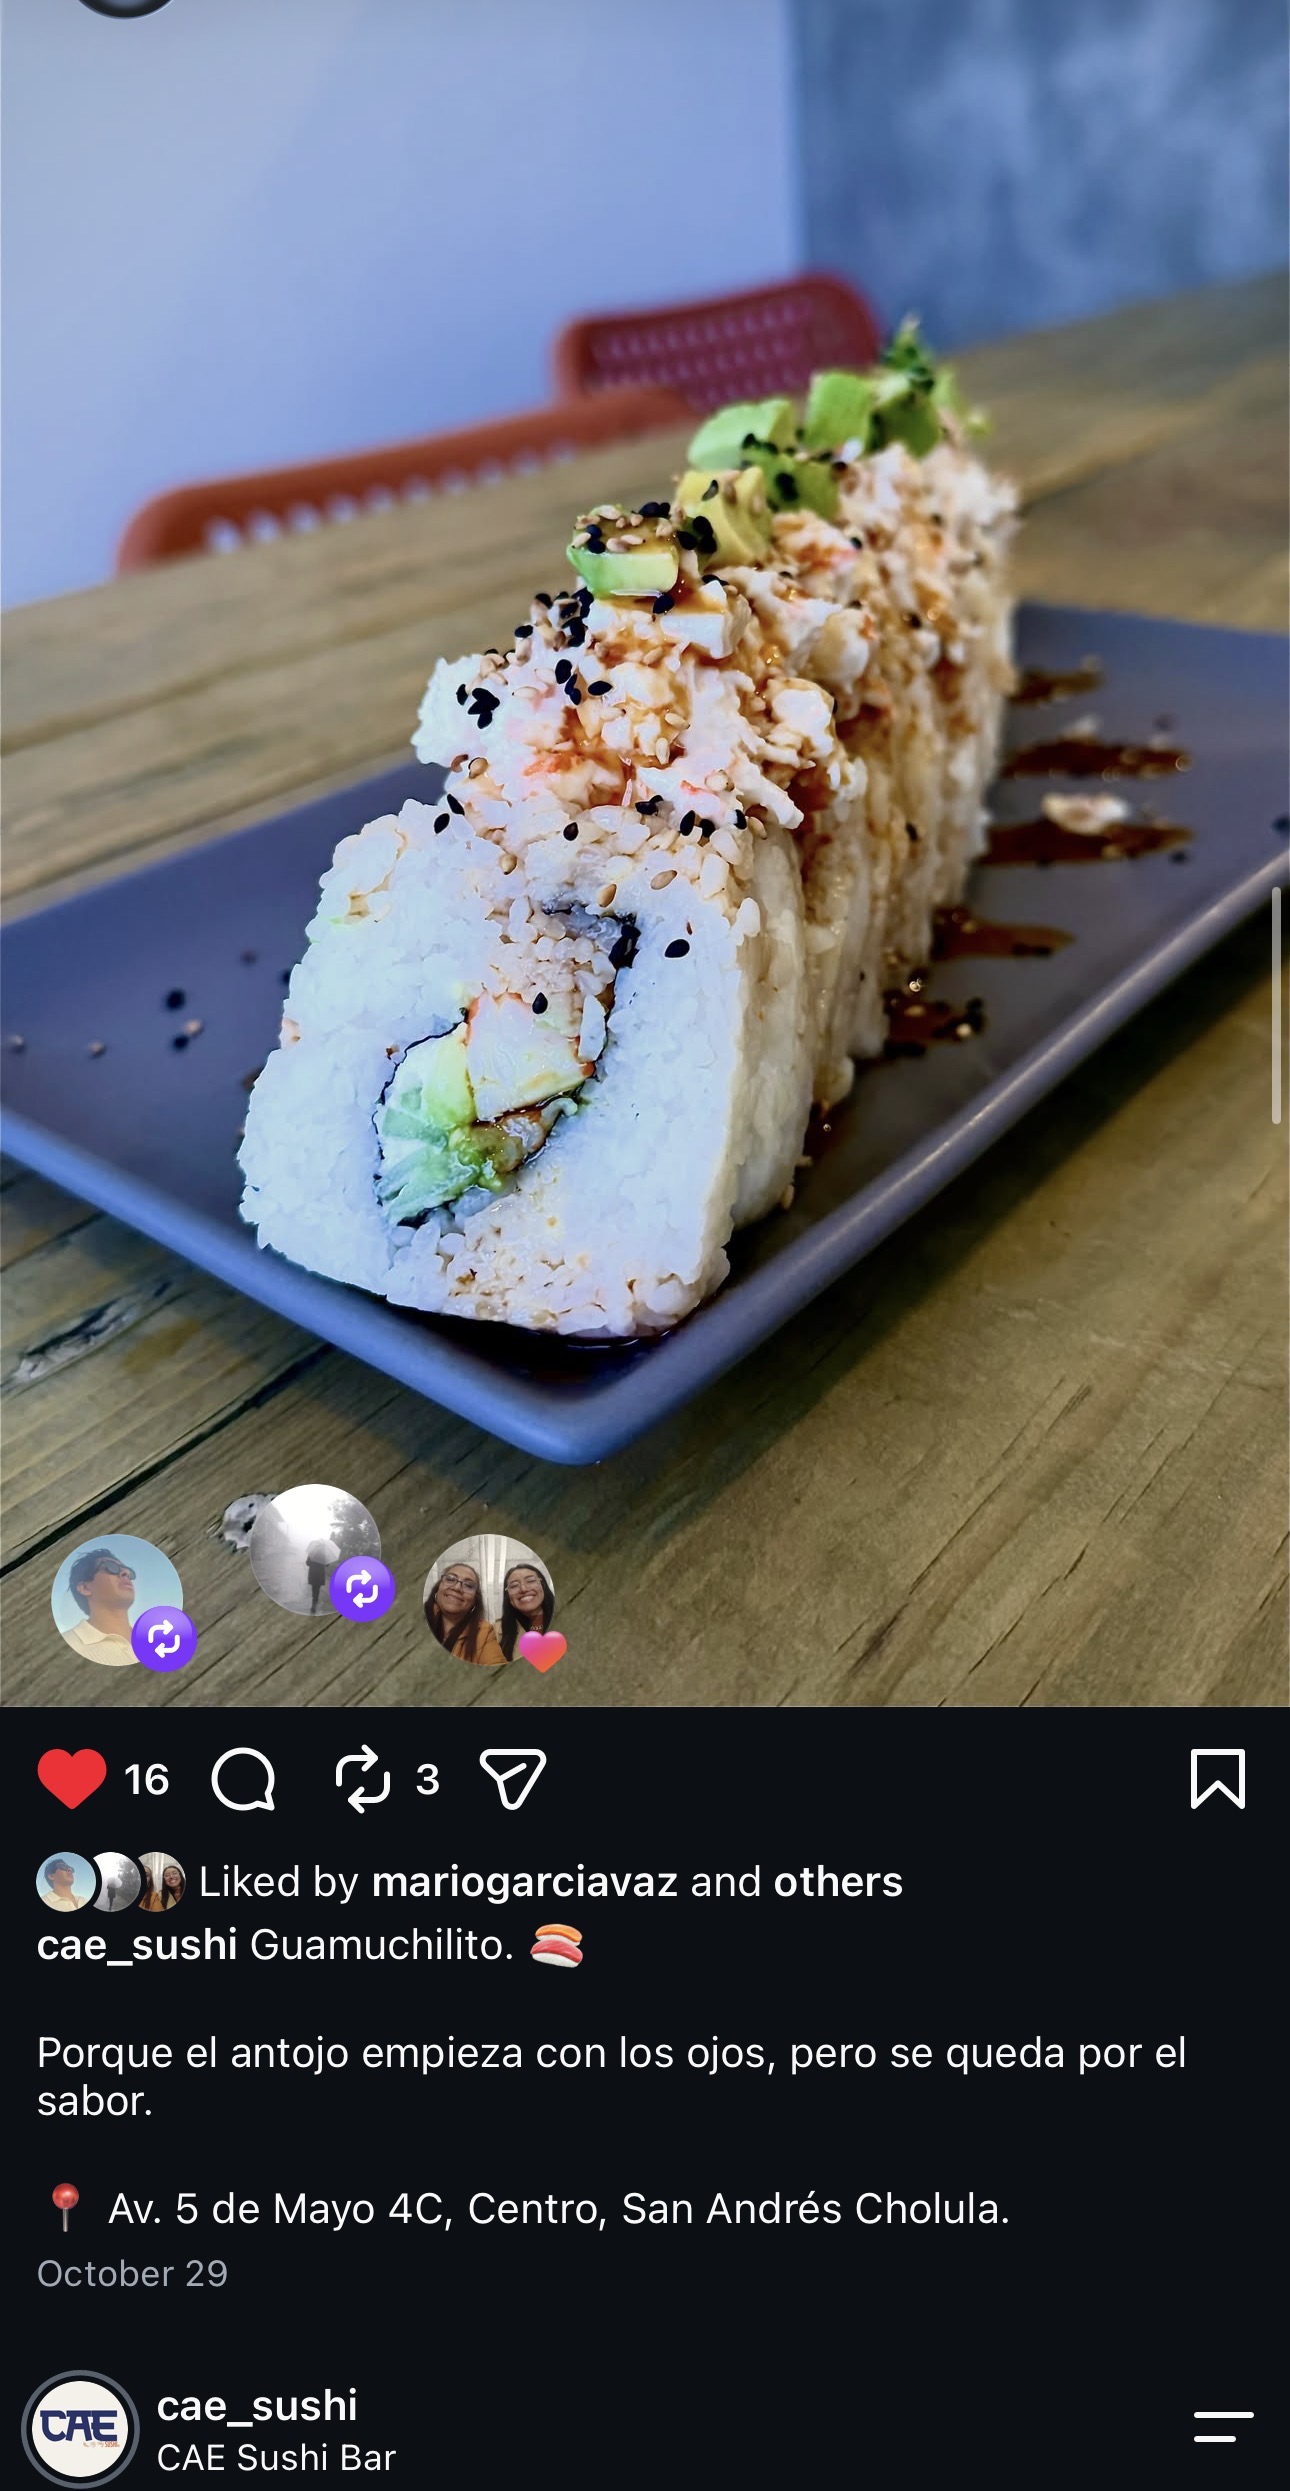 16
3
Liked by mariogarciavaz and others
cae_sushi Guamuchilito. 🍣
Porque el antojo empieza con los ojos, pero se queda por el
sabor.
📍 Av. 5 de Mayo 4C, Centro, San Andrés Cholula.
October 29
CAE
cae_sushi
CAE Sushi Bar